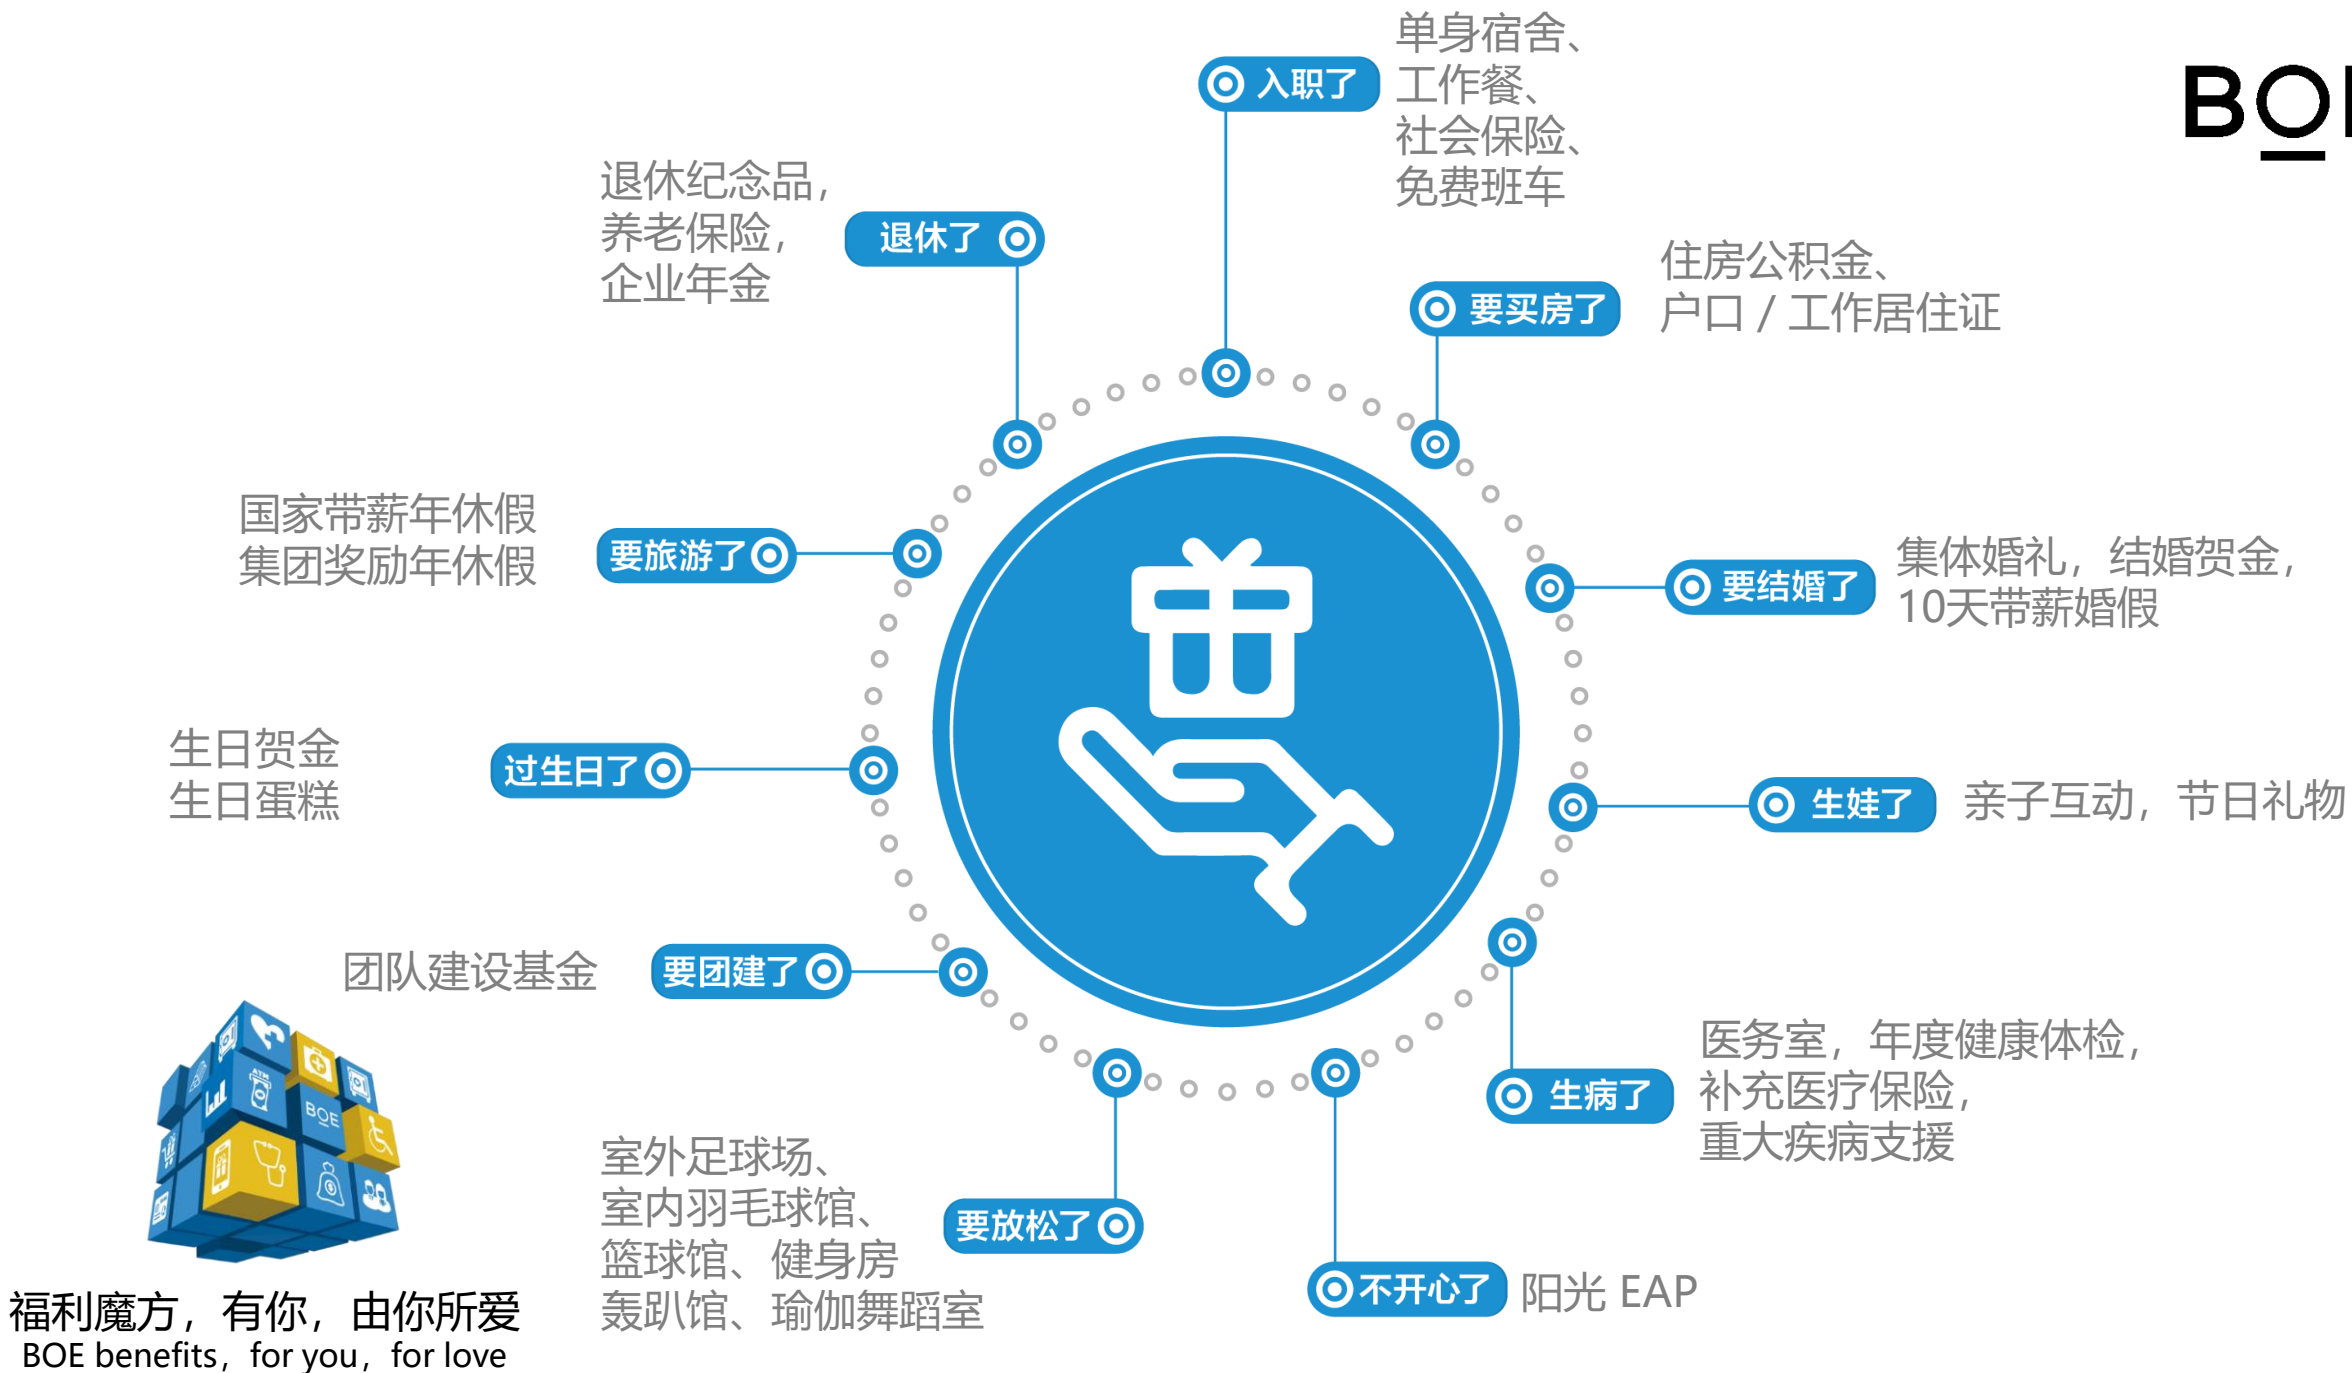 入职了
单身宿舍、
工作餐、
社会保险、
免费班车
BO
要买房了
住房公积金、
户口 / 工作居住证
要结婚了
集体婚礼，结婚贺金，
10天带薪婚假
生娃了
亲子互动，节日礼物
生病了
医务室，年度健康体检，
补充医疗保险，
重大疾病支援
不开心了
阳光 EAP
要放松了
室外足球场、
室内羽毛球馆、
篮球馆、健身房
轰趴馆、瑜伽舞蹈室
要团建了
团队建设基金
过生日了
生日贺金
生日蛋糕
要旅游了
国家带薪年休假
集团奖励年休假
退休了
退休纪念品，
养老保险，
企业年金
ATM
BOE
福利魔方，有你，由你所爱
BOE benefits，for you，for love